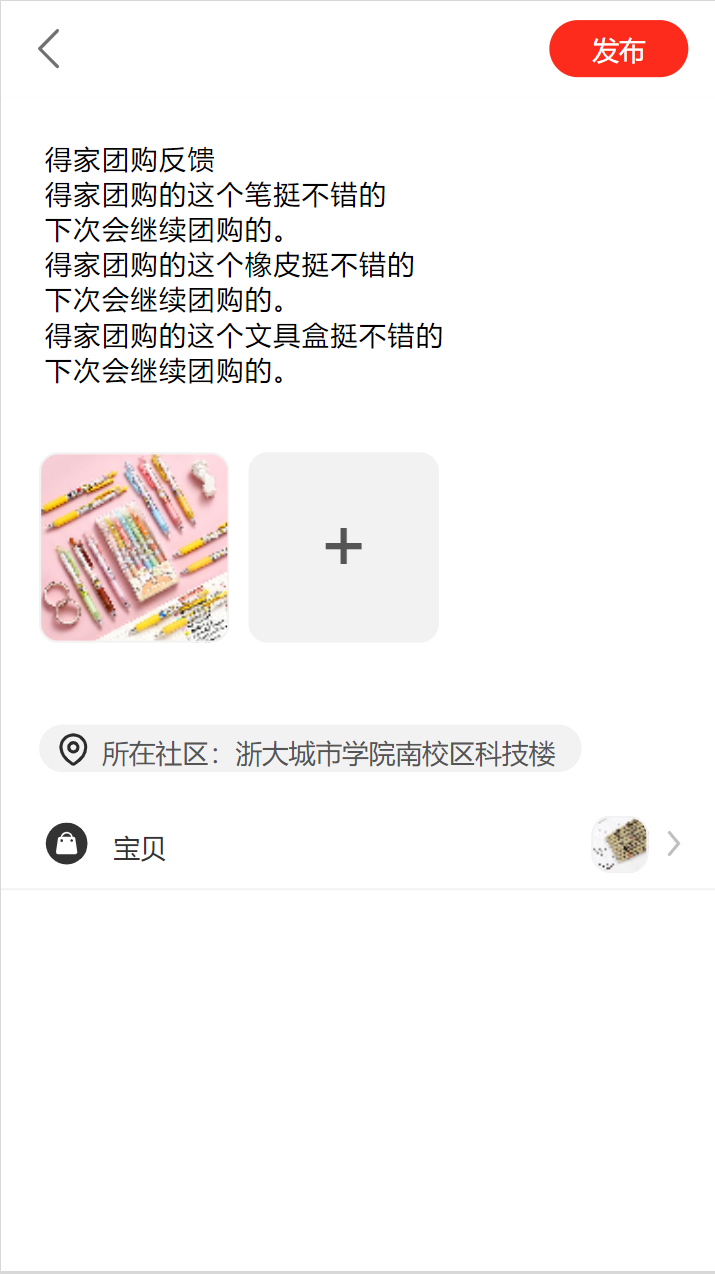 发布
得家团购反馈
得家团购的这个笔挺不错的
下次会继续团购的。
得家团购的这个橡皮挺不错的
下次会继续团购的。
得家团购的这个文具盒挺不错的
下次会继续团购的。
所在社区：浙大城市学院南校区科技楼
宝贝